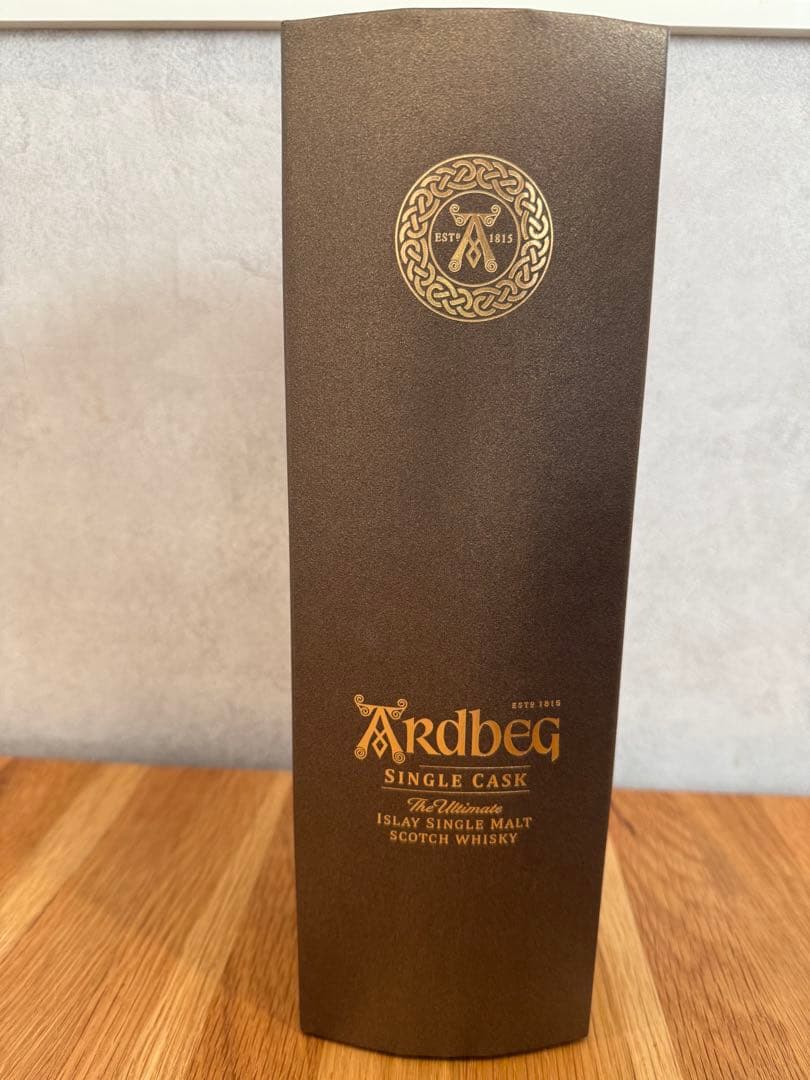 ESTD 1815
ESTD 1815
ARDBEG
SINGLE CASK
The Ultimate
ISLAY SINGLE MALT
SCOTCH WHISKY